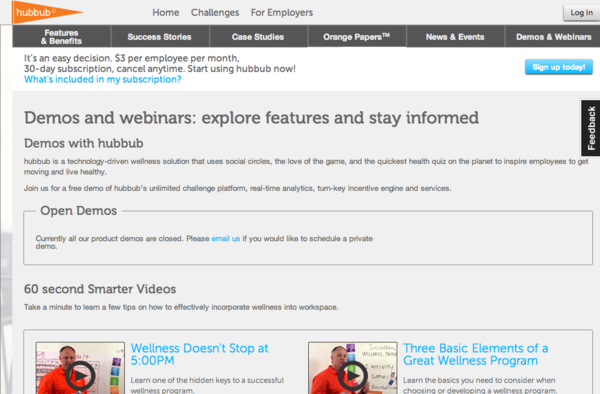 hubbub
Home Challenges For Employers Log In
Features & Benefits Success Stories Case Studies Orange Papers™ News & Events Demos & Webinars
It's an easy decision. $3 per employee per month,
30-day subscription, cancel anytime. Start using hubbub now!
What's included in my subscription?
Sign up today!
Feedback
Demos and webinars: explore features and stay informed
Demos with hubbub
hubbub is a technology-driven wellness solution that uses social circles, the love of the game, and the quickest health quiz on the planet to inspire employees to get
moving and live healthy.
Join us for a free demo of hubbub's unlimited challenge platform, real-time analytics, turn-key incentive engine and services.
Open Demos
Currently all our product demos are closed. Please email us if you would like to schedule a private
demo.
60 second Smarter Videos
Take a minute to learn a few tips on how to effectively incorporate wellness into workspace.
Wellness Doesn't Stop at
5:00PM
Learn one of the hidden keys to a successful
wellness program.
Three Basic Elements of a
Great Wellness Program
Learn the basics you need to consider when
choosing or developing a wellness program.